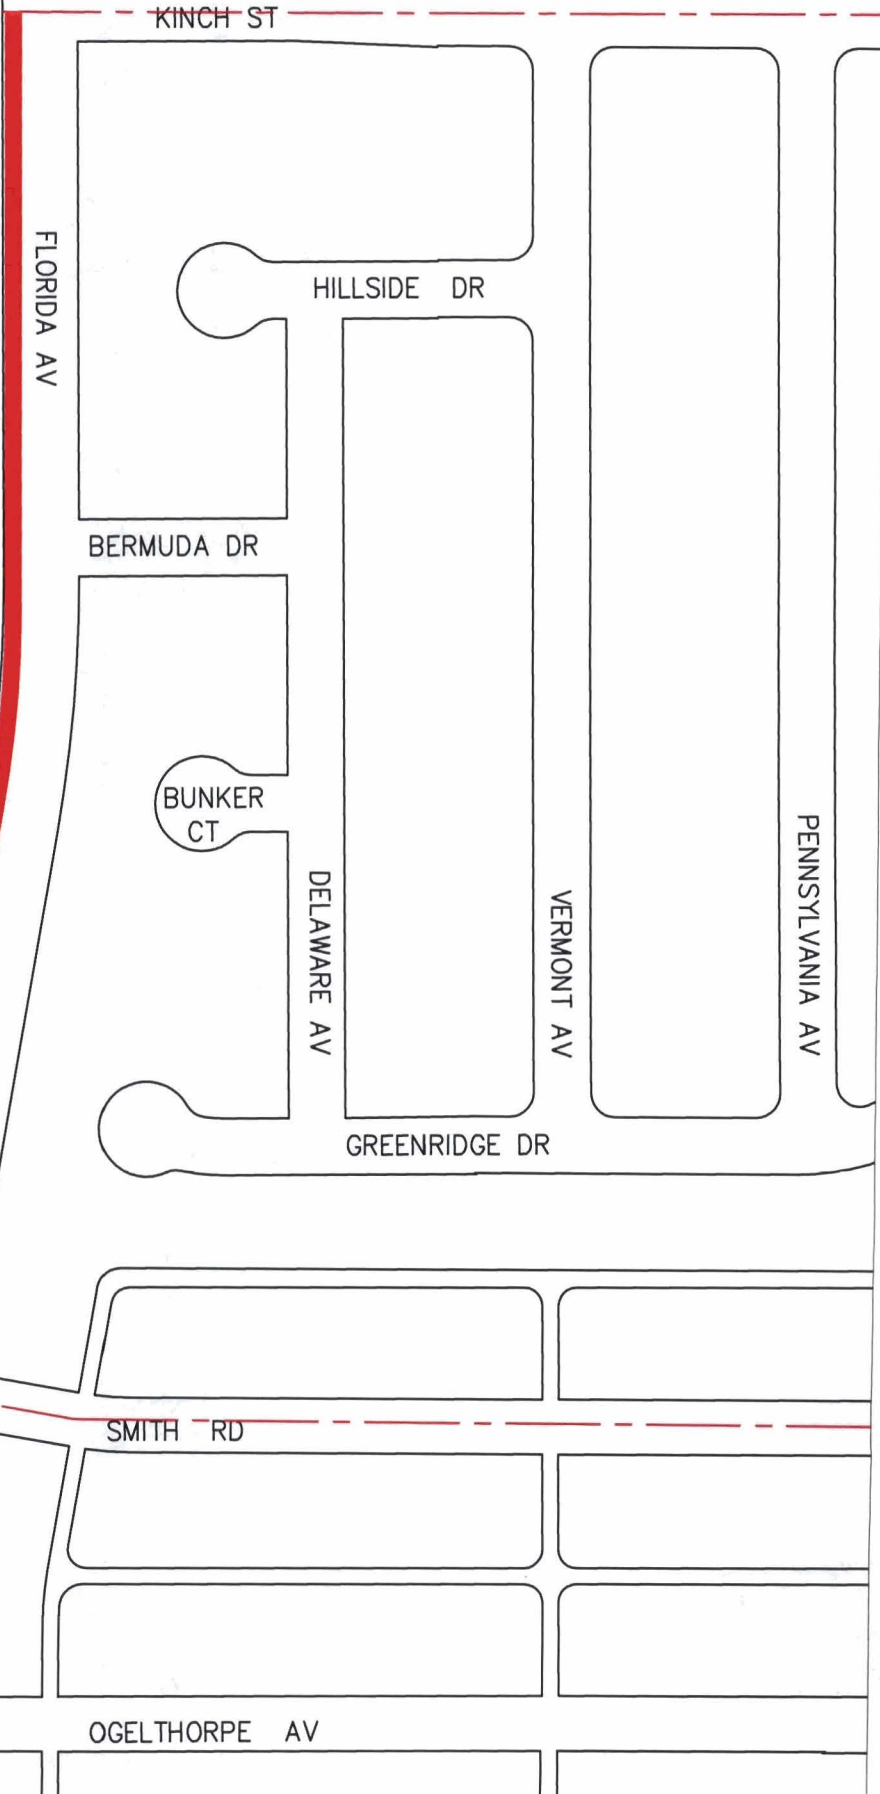 KINCH ST
FLORIDA AV
HILLSIDE DR
BERMUDA DR
BUNKER
CT
DELAWARE AV
VERMONT AV
PENNSYLVANIA AV
GREENRIDGE DR
SMITH RD
OGELTHORPE AV